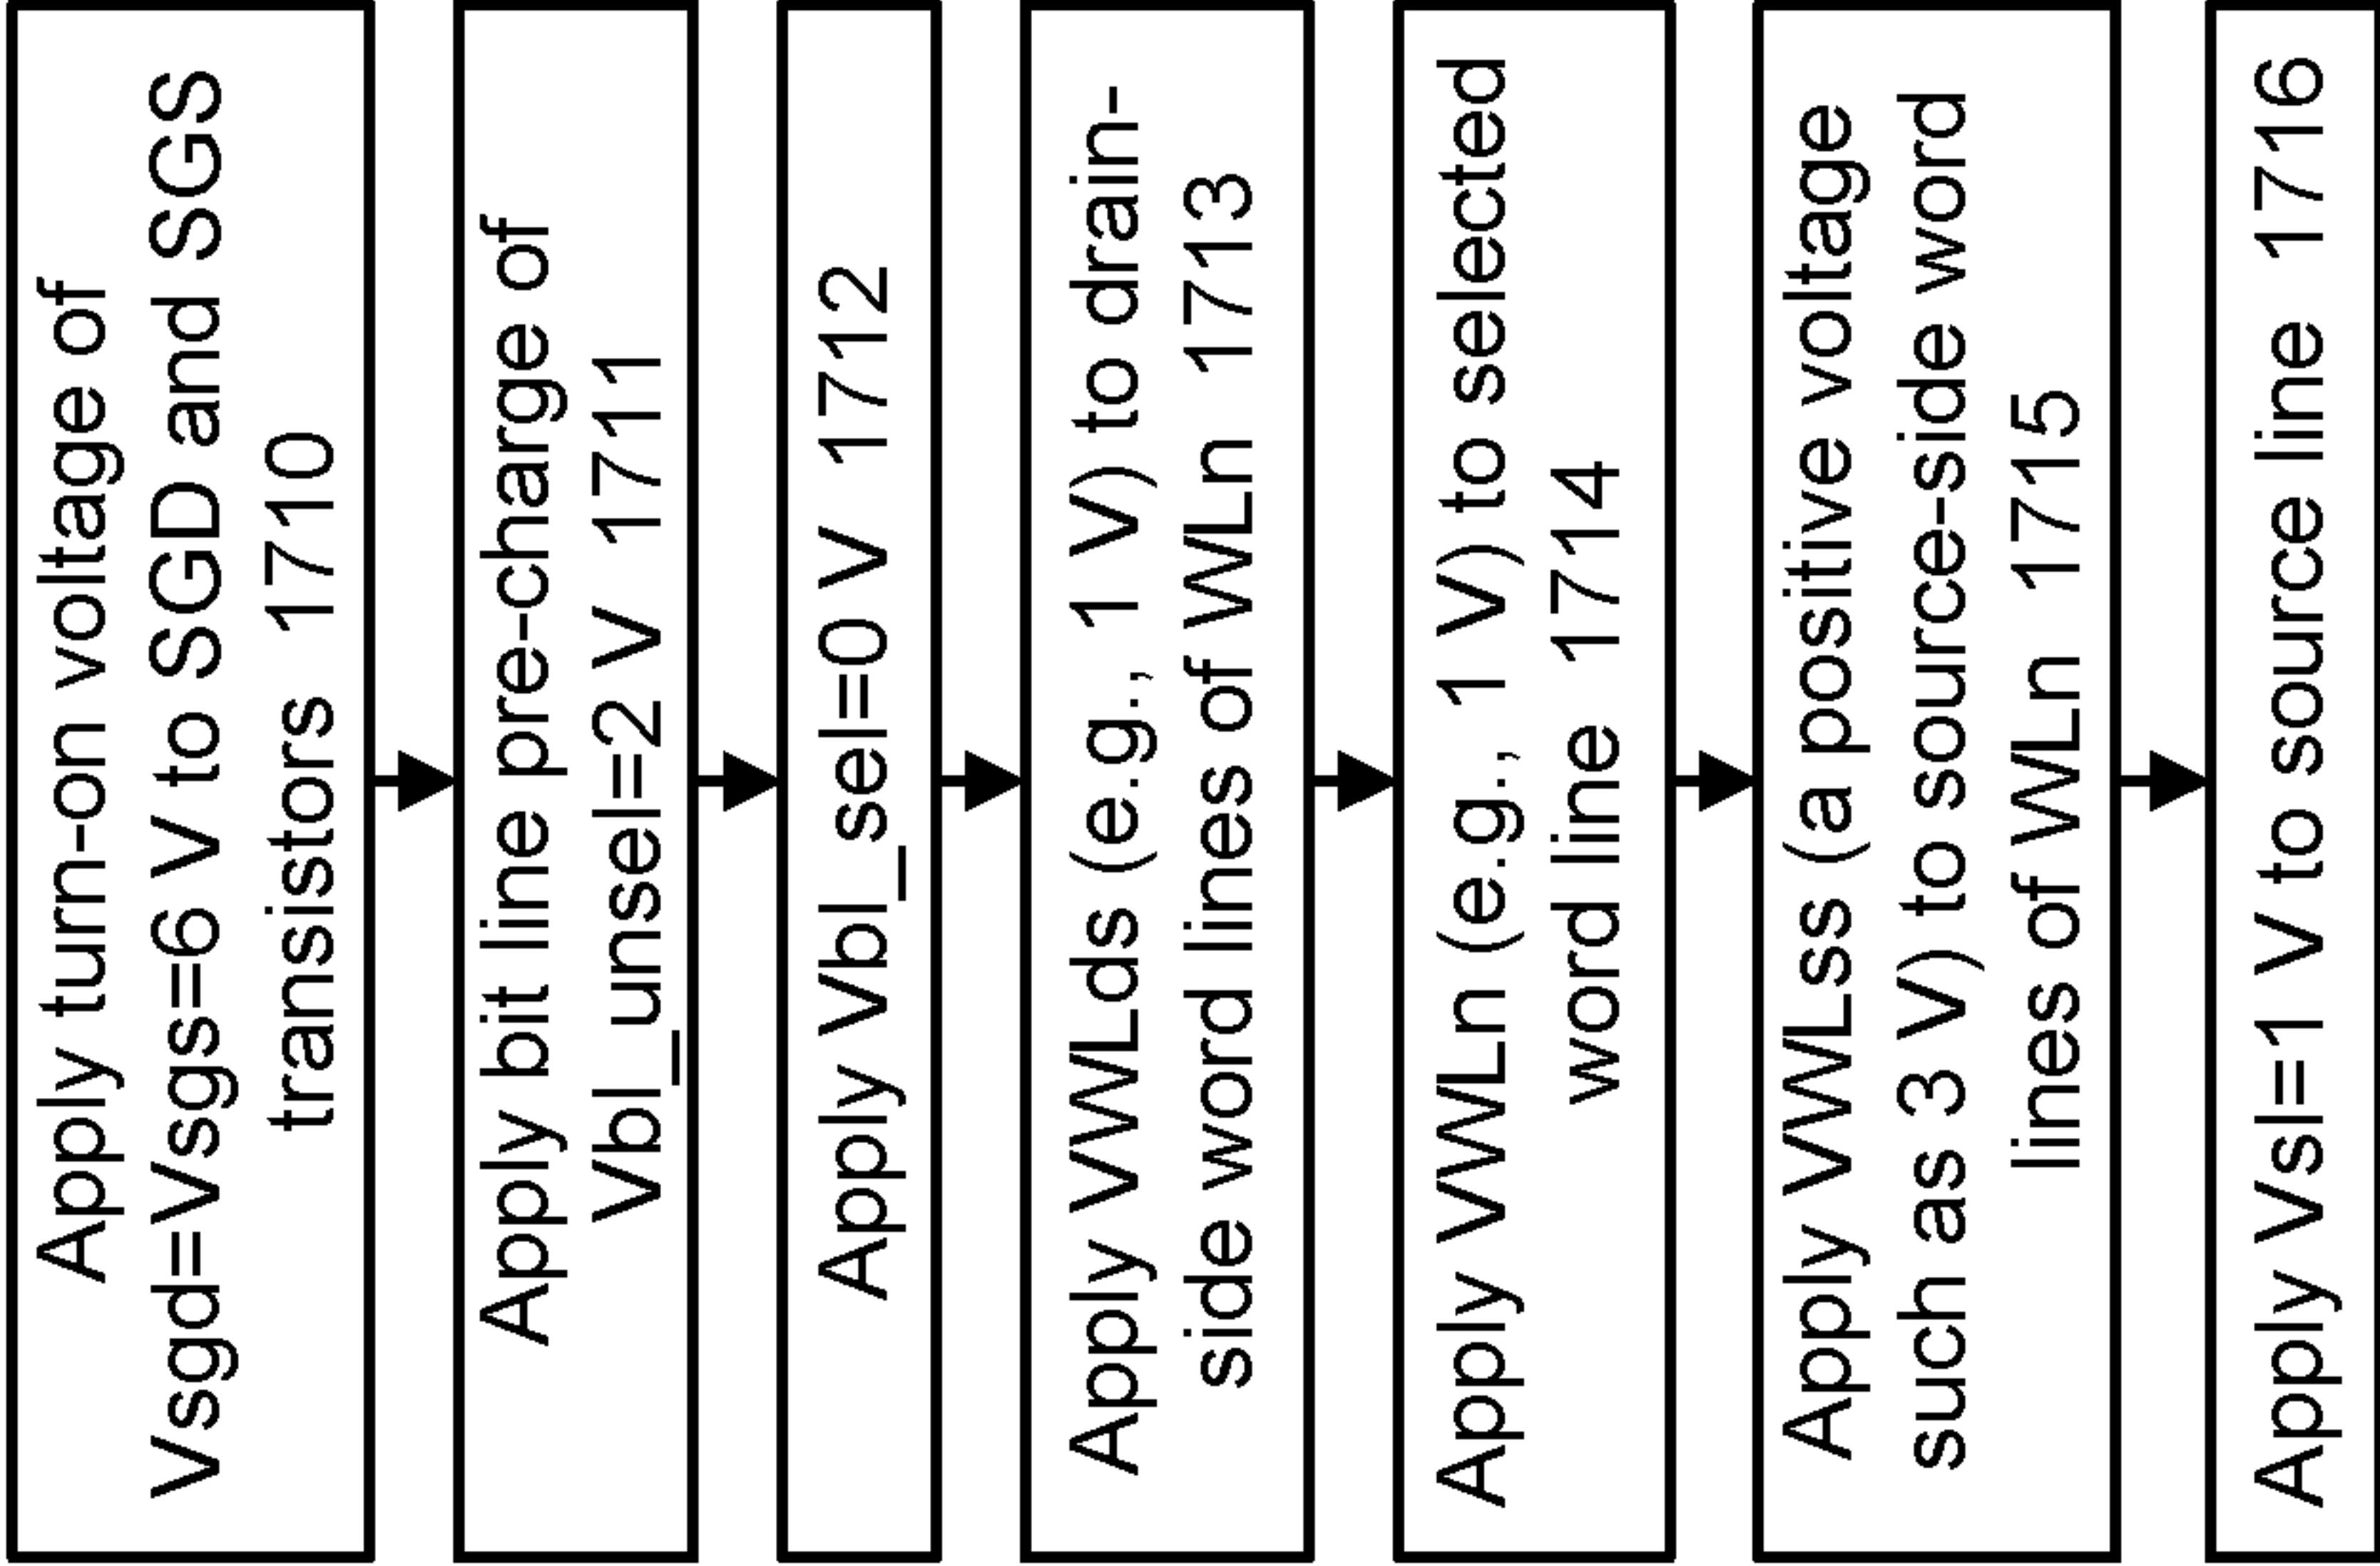 Apply turn-on voltage of
Vsgd=Vsgs=6 V to SGD and SGS
transistors 1710
Apply bit line pre-charge of
Vbl_unsel=2 V 1711
Apply Vbl_sel=0 V 1712
Apply VWLds (e.g., 1 V) to drain-
side word lines of WLn 1713
Apply VWLn (e.g., 1 V) to selected
word line 1714
Apply VWLss (a positive voltage
such as 3 V) to source-side word
lines of WLn 1715
Apply Vsl=1 V to source line 1716